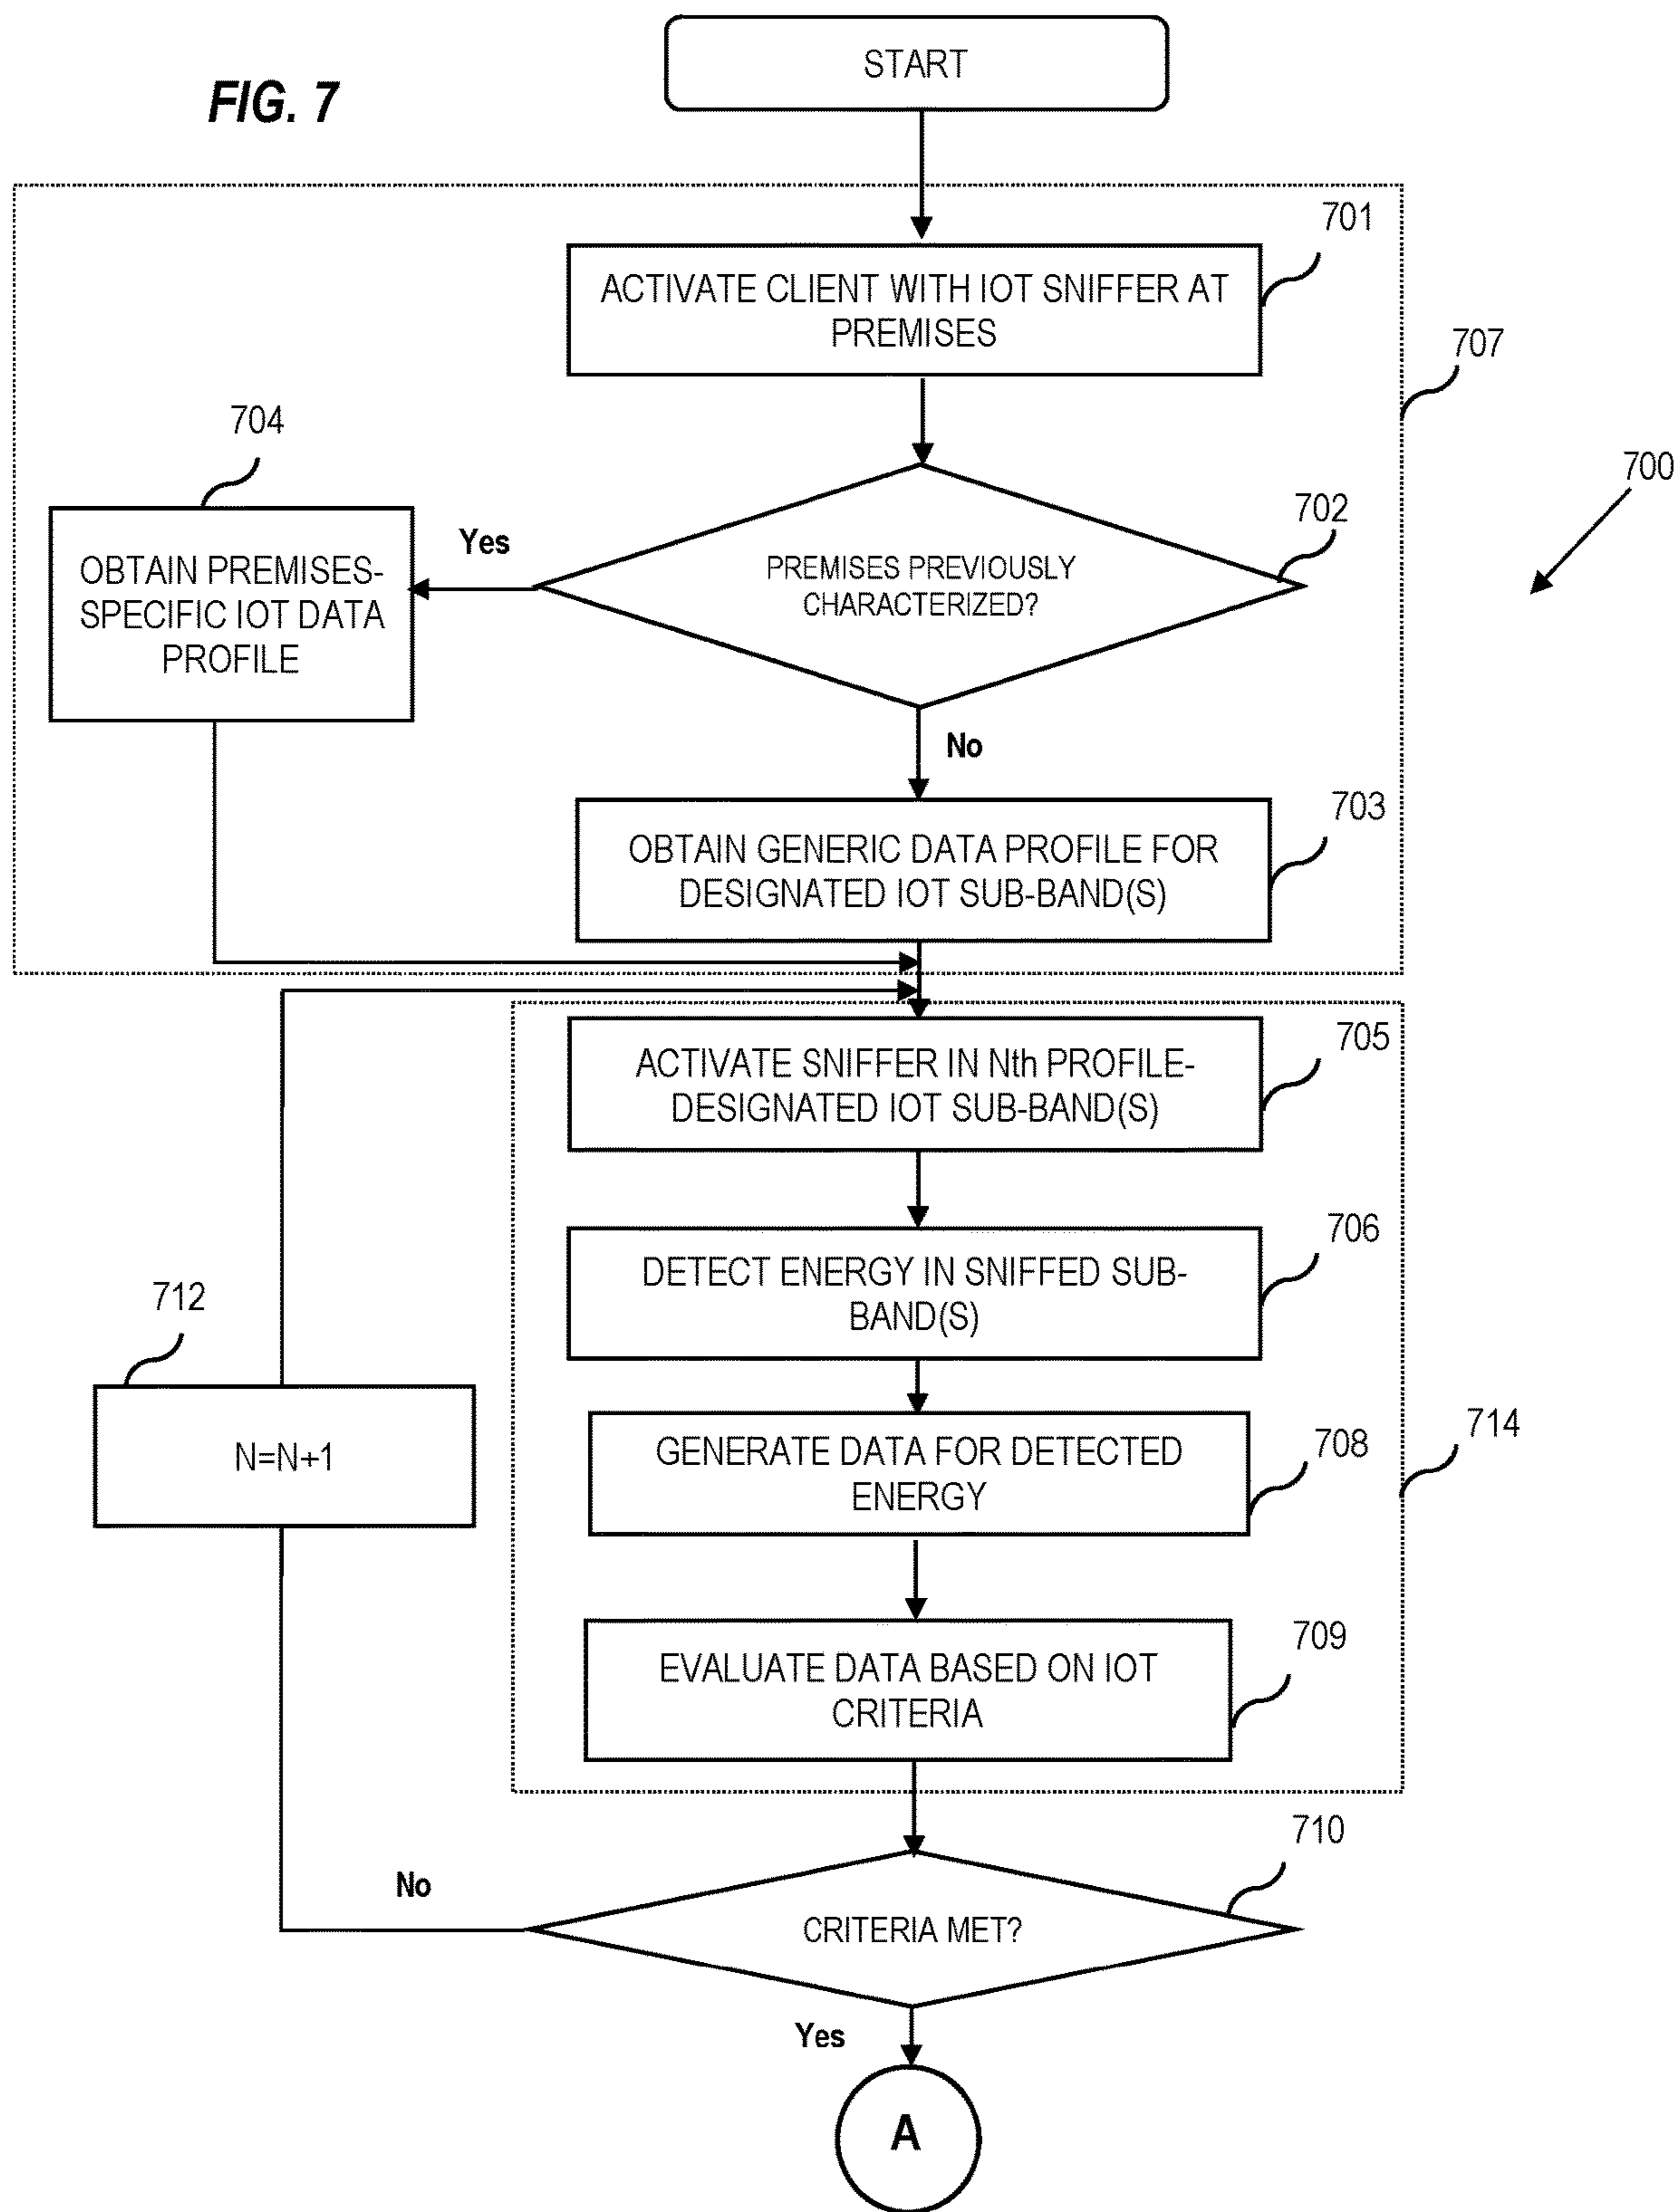 FIG. 7
START
701
ACTIVATE CLIENT WITH IOT SNIFFER AT
PREMISES
707
704
700
702
Yes
PREMISES PREVIOUSLY
CHARACTERIZED?
OBTAIN PREMISES-
SPECIFIC IOT DATA
PROFILE
No
703
OBTAIN GENERIC DATA PROFILE FOR
DESIGNATED IOT SUB-BAND(S)
705
ACTIVATE SNIFFER IN Nth PROFILE-
DESIGNATED IOT SUB-BAND(S)
706
DETECT ENERGY IN SNIFFED SUB-
BAND(S)
712
N=N+1
714
708
GENERATE DATA FOR DETECTED
ENERGY
709
EVALUATE DATA BASED ON IOT
CRITERIA
710
No
CRITERIA MET?
Yes
A